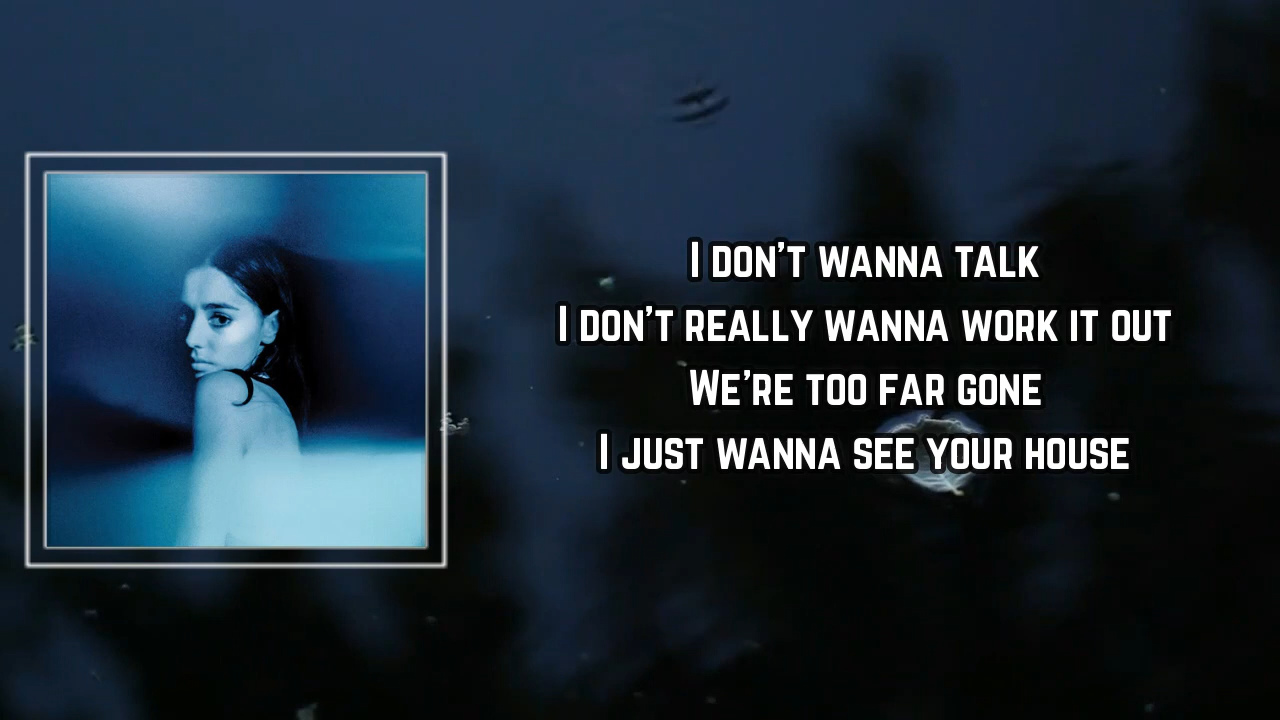 I don't wanna talk
I don't really wanna work it out
We're too far gone
I just wanna see your house